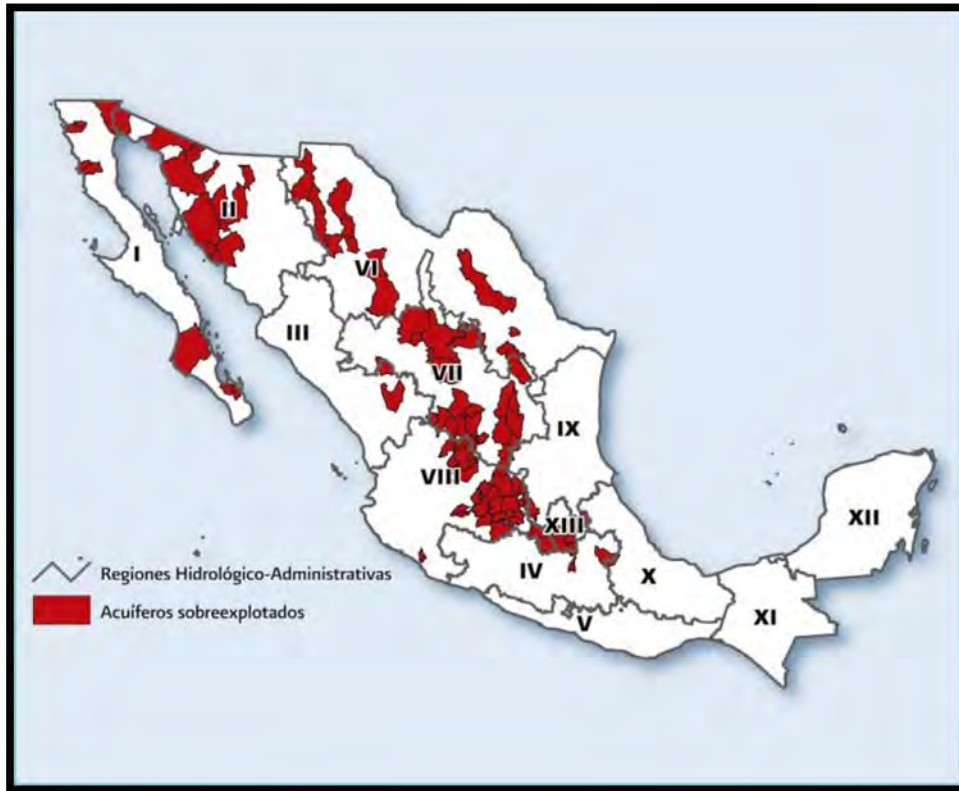 II
I
VI
III
VII
IX
VIII
XIII
XII
Regiones Hidrológico-Administrativas
IV
X
Acuíferos sobreexplotados
V
XI